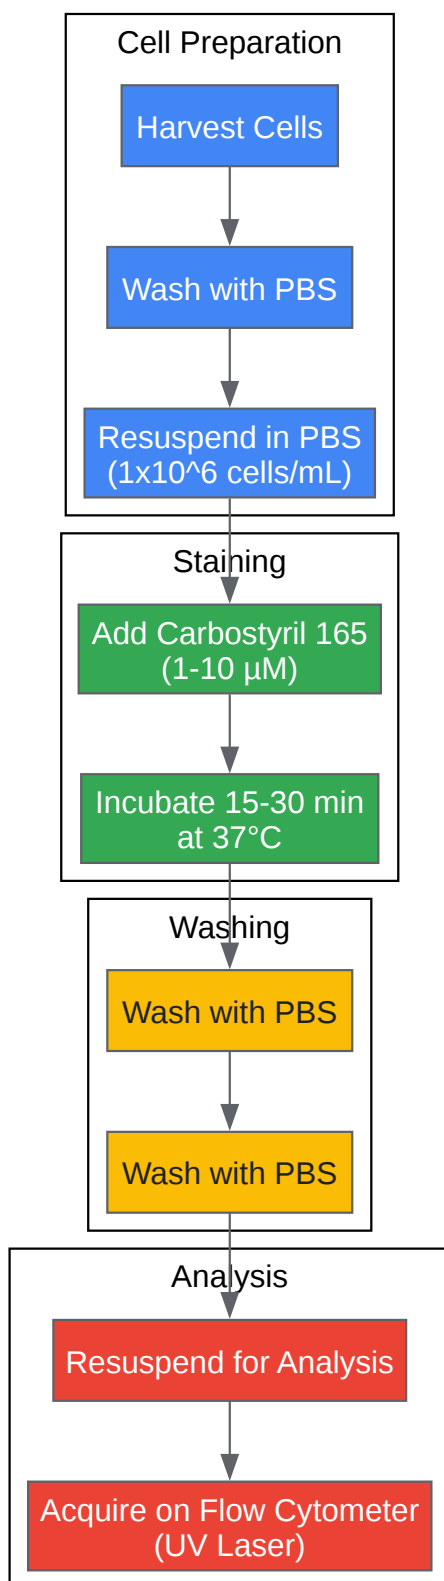 Cell Preparation
Harvest Cells
Wash with PBS
Resuspend in PBS
(1x10^6 cells/mL)
Staining
Add Carbostyril 165
(1-10 µM)
Incubate 15-30 min
at 37°C
Washing
Wash with PBS
Wash with PBS
Analysis
Resuspend for Analysis
Acquire on Flow Cytometer
(UV Laser)